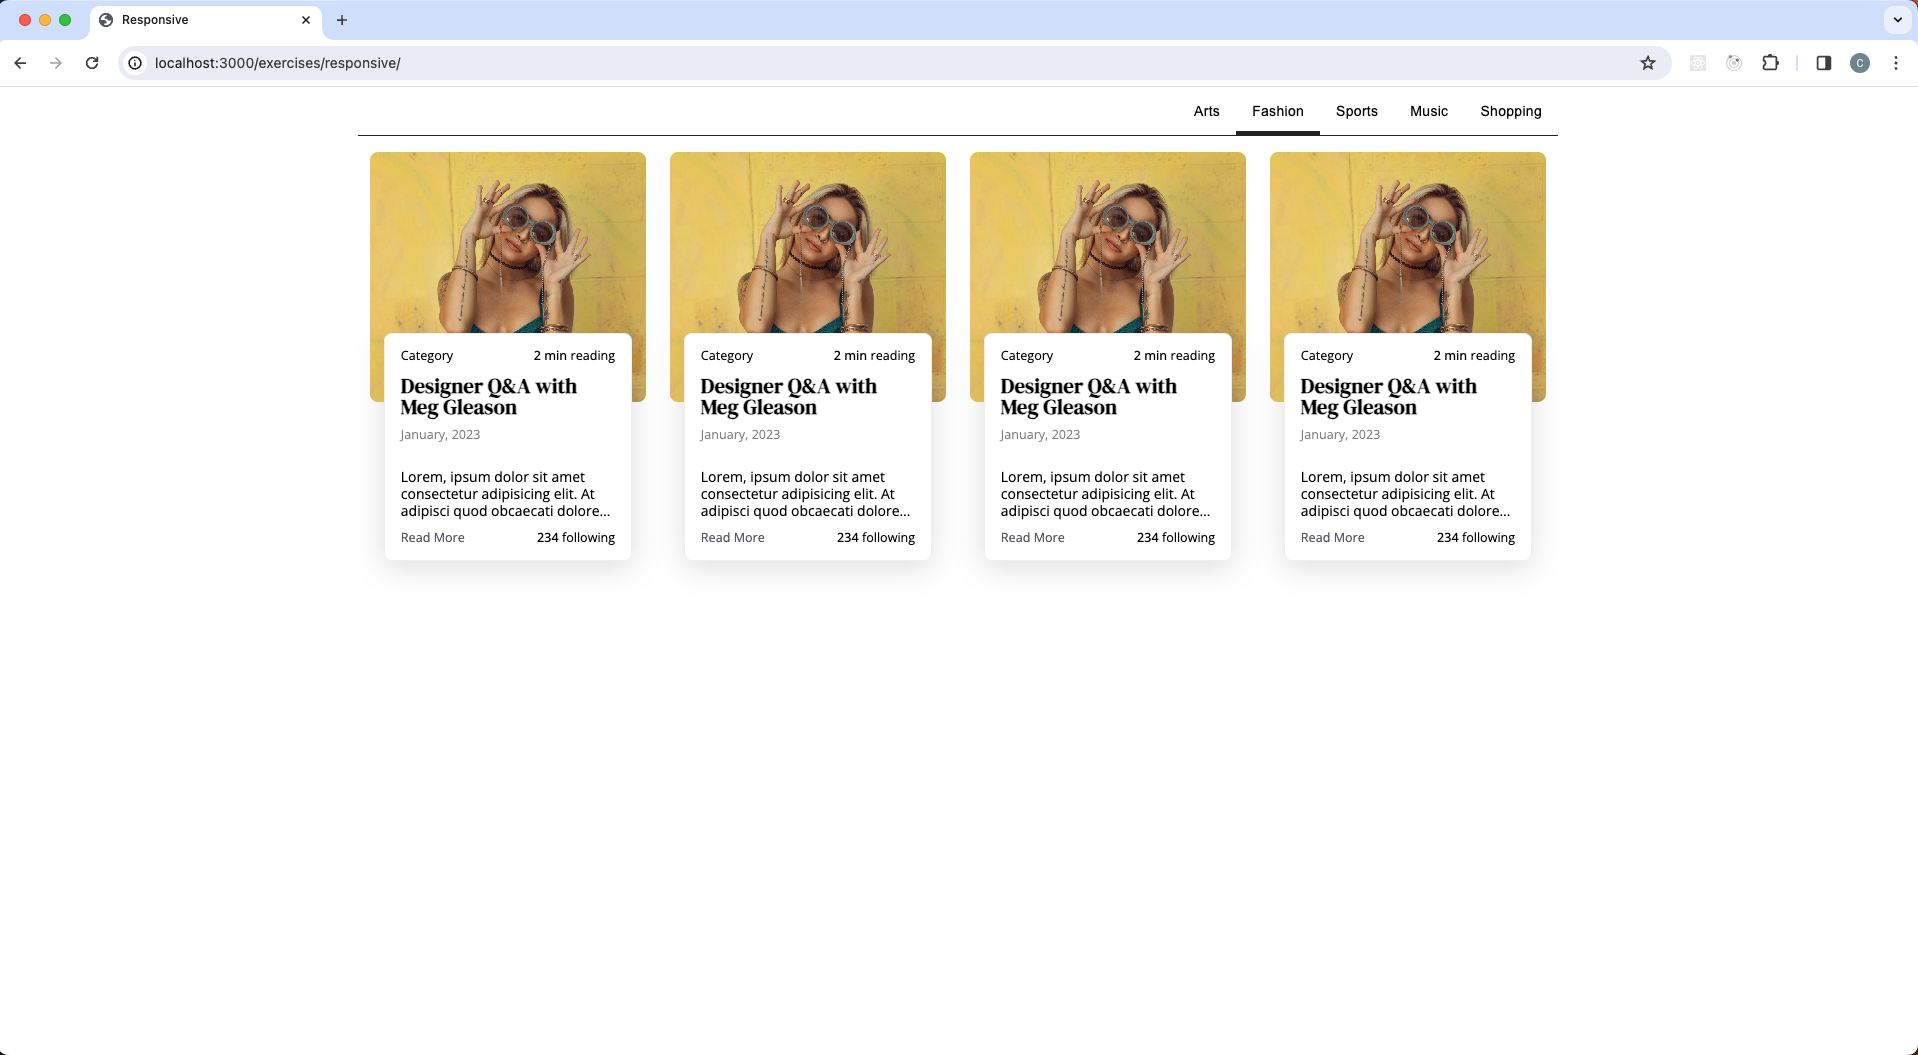 Responsive
localhost:3000/exercises/responsive/
C
Arts Fashion Sports Music Shopping
Category 2 min reading
Designer Q&A with
Meg Gleason
January, 2023
Lorem, ipsum dolor sit amet
consectetur adipisicing elit. At
adipisci quod obcaecati dolore...
Read More 234 following
Category 2 min reading
Designer Q&A with
Meg Gleason
January, 2023
Lorem, ipsum dolor sit amet
consectetur adipisicing elit. At
adipisci quod obcaecati dolore...
Read More 234 following
Category 2 min reading
Designer Q&A with
Meg Gleason
January, 2023
Lorem, ipsum dolor sit amet
consectetur adipisicing elit. At
adipisci quod obcaecati dolore...
Read More 234 following
Category 2 min reading
Designer Q&A with
Meg Gleason
January, 2023
Lorem, ipsum dolor sit amet
consectetur adipisicing elit. At
adipisci quod obcaecati dolore...
Read More 234 following